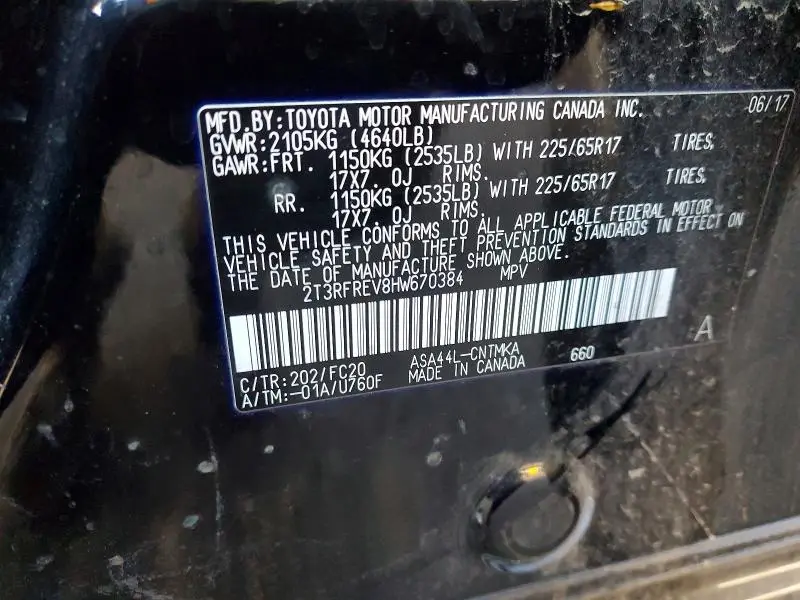 MFD. BY: TOYOTA MOTOR MANUFACTURING CANADA INC. 06/17
GVWR: 2105KG (4640LB)
GAWR: FRT. 1150KG (2535LB) WITH 225/65R17 TIRES,
17X7. 0J RIMS.
RR. 1150KG (2535LB) WITH 225/65R17 TIRES,
17X7. 0J RIMS.
THIS VEHICLE CONFORMS TO ALL APPLICABLE FEDERAL MOTOR
VEHICLE SAFETY AND THEFT PREVENTION STANDARDS IN EFFECT ON
THE DATE OF MANUFACTURE SHOWN ABOVE.
2T3RFREV8HW670384 MPV
A
C/TR: 202/FC20 ASA44L-CNTMKA 660
A/TM: -01A/U760F MADE IN CANADA